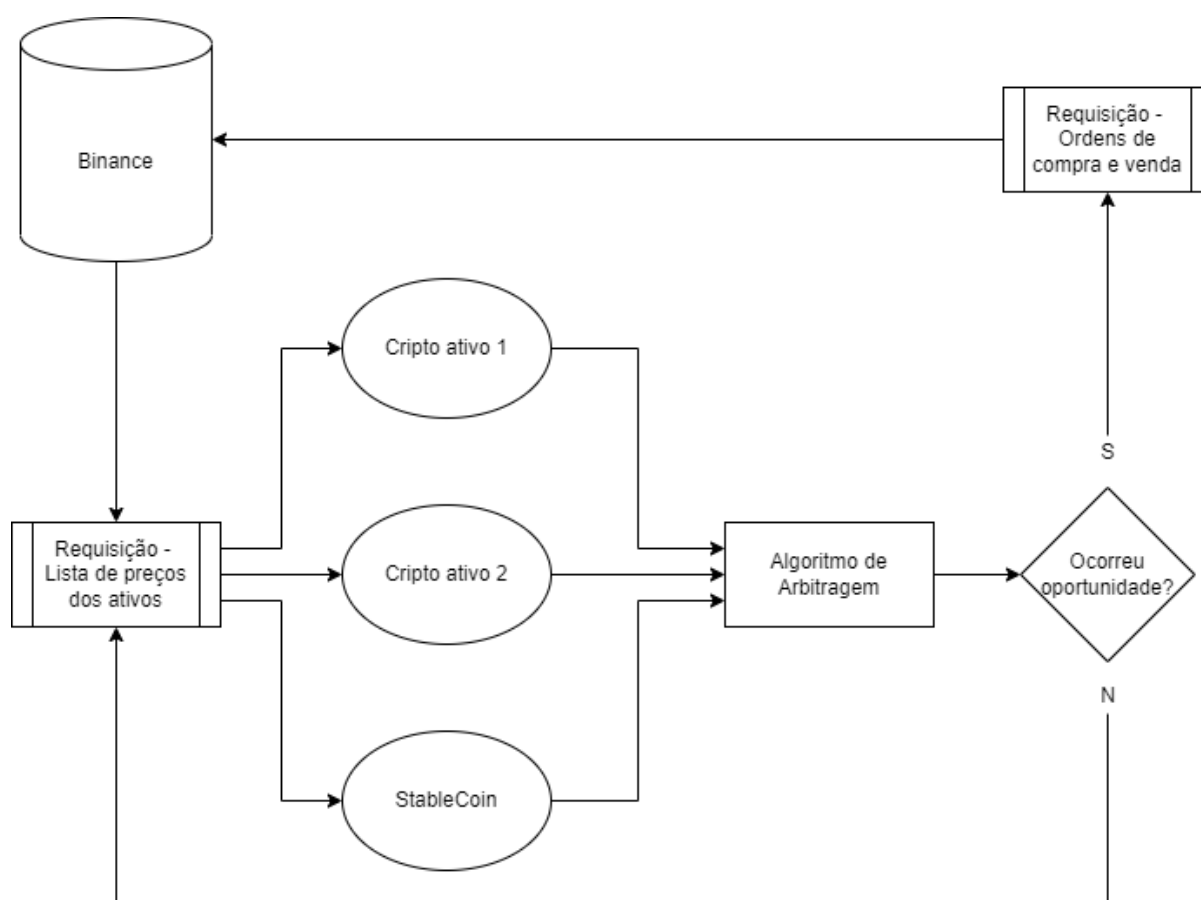 Binance
Requisição -
Ordens de
compra e venda
Cripto ativo 1
S
Requisição -
Lista de preços
dos ativos
Cripto ativo 2
Algoritmo de
Arbitragem
Ocorreu
oportunidade?
N
StableCoin